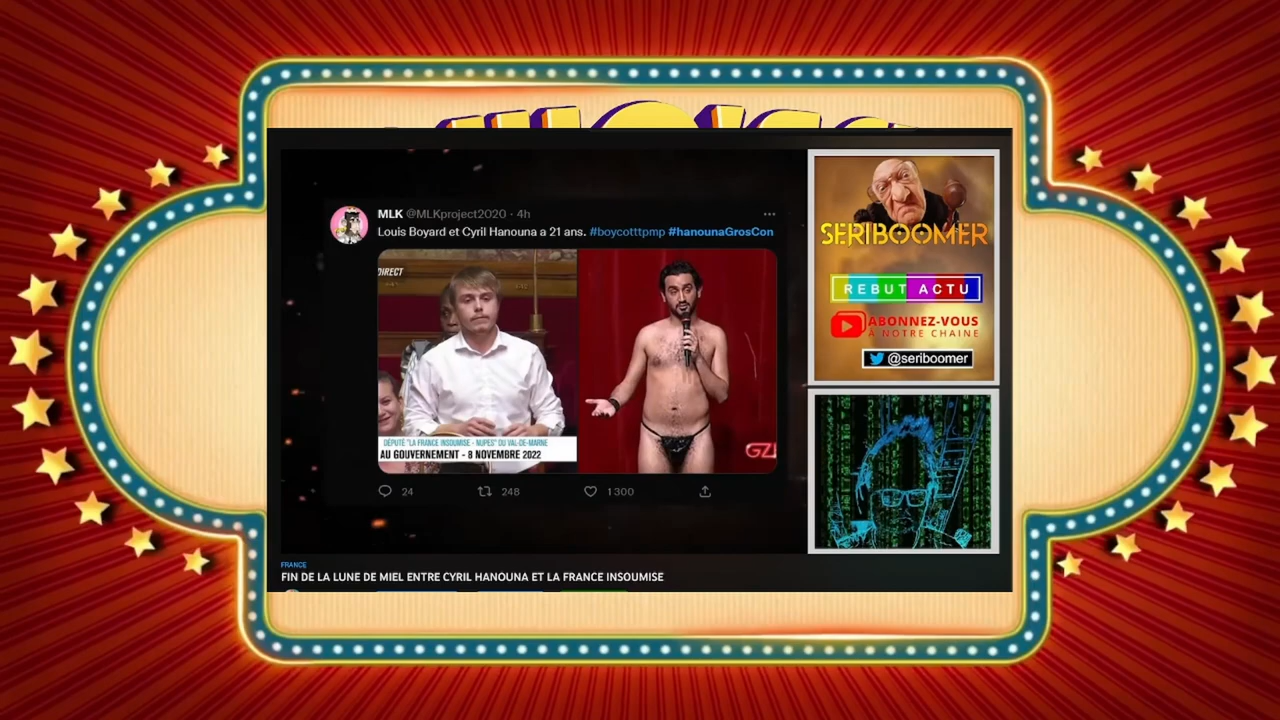 MLK @MLKproject2020 · 4h
Louis Boyard et Cyril Hanouna a 21 ans. #boycotttpmp #hanounaGrosCon
DIRECT
DÉPUTÉ "LA FRANCE INSOUMISE - NUPES" DU VAL-DE-MARNE
AU GOUVERNEMENT - 8 NOVEMBRE 2022
24
248
1300
SERIBOOMER
REBUT ACTU
ABONNEZ-VOUS
À NOTRE CHAINE
@seriboomer
FRANCE
FIN DE LA LUNE DE MIEL ENTRE CYRIL HANOUNA ET LA FRANCE INSOUMISE